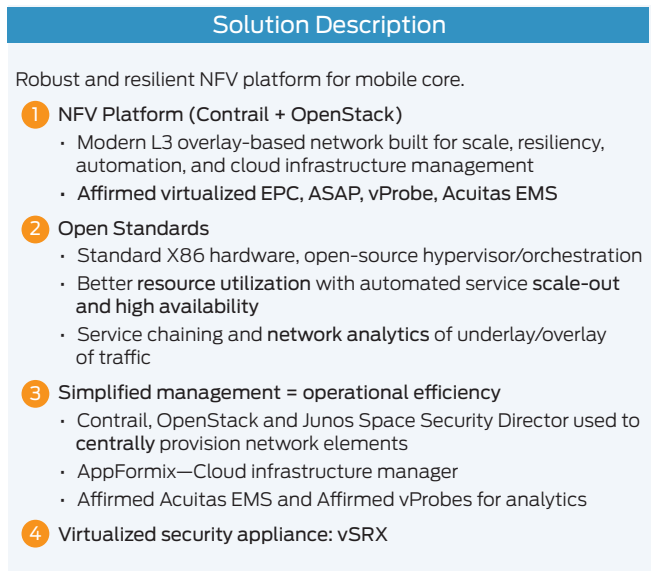 Solution Description
Robust and resilient NFV platform for mobile core.
1 NFV Platform (Contrail + OpenStack)
· Modern L3 overlay-based network built for scale, resiliency,
automation, and cloud infrastructure management
· Affirmed virtualized EPC, ASAP, vProbe, Acuitas EMS
2 Open Standards
· Standard X86 hardware, open-source hypervisor/orchestration
· Better resource utilization with automated service scale-out
and high availability
· Service chaining and network analytics of underlay/overlay
of traffic
3 Simplified management = operational efficiency
· Contrail, OpenStack and Junos Space Security Director used to
centrally provision network elements
· AppFormix—Cloud infrastructure manager
· Affirmed Acuitas EMS and Affirmed vProbes for analytics
4 Virtualized security appliance: vSRX